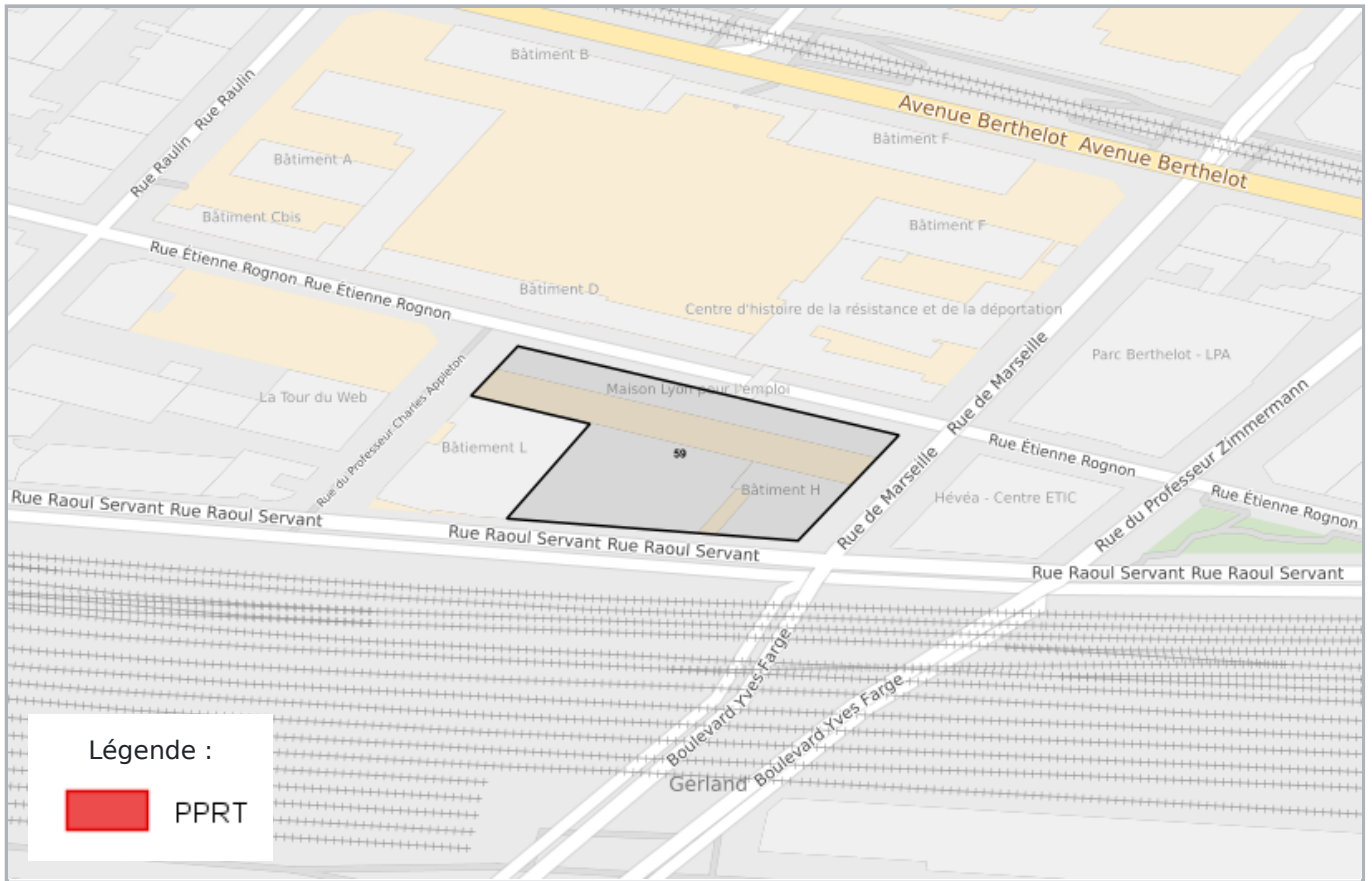 Bâtiment B
Rue Raulin
Avenue Berthelot Avenue Berthelot
Bâtiment F
Rue Raulin
Bâtiment A
Bâtiment Cbis
Bâtiment F
Rue Étienne Rognon Rue Étienne Rognon
Bâtiment D
Centre d'histoire de la résistance et de la déportation
Parc Berthelot - LPA
Rue de Marseille
Maison Lyon pour l'emploi
La Tour du Web
Rue du Professeur Charles Appleton
Rue du Professeur Zimmermann
Bâtiement L
59
Rue Étienne Rognon
Bâtiment H
Rue de Marseille
Hévéa - Centre ETIC
Rue Étienne Rognon
Rue Raoul Servant Rue Raoul Servant
Rue Raoul Servant Rue Raoul Servant
Rue Raoul Servant Rue Raoul Servant
Boulevard Yves Farge
Boulevard Yves Farge
Gerland
Légende :
PPRT